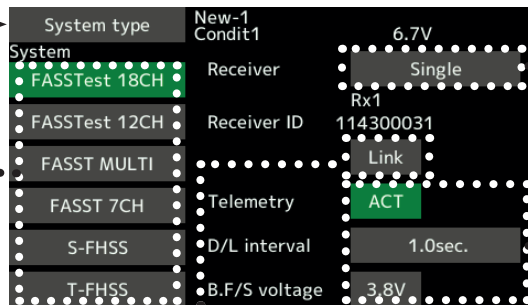 System type
New-1
Condit1
6.7V
System
FASSTest 18CH
FASSTest 12CH
FASST MULTI
FASST 7CH
S-FHSS
T-FHSS
Receiver
Single
Rx1
Receiver ID
114300031
Link
Telemetry
ACT
D/L interval
1.0sec.
B.F/S voltage
3.8V